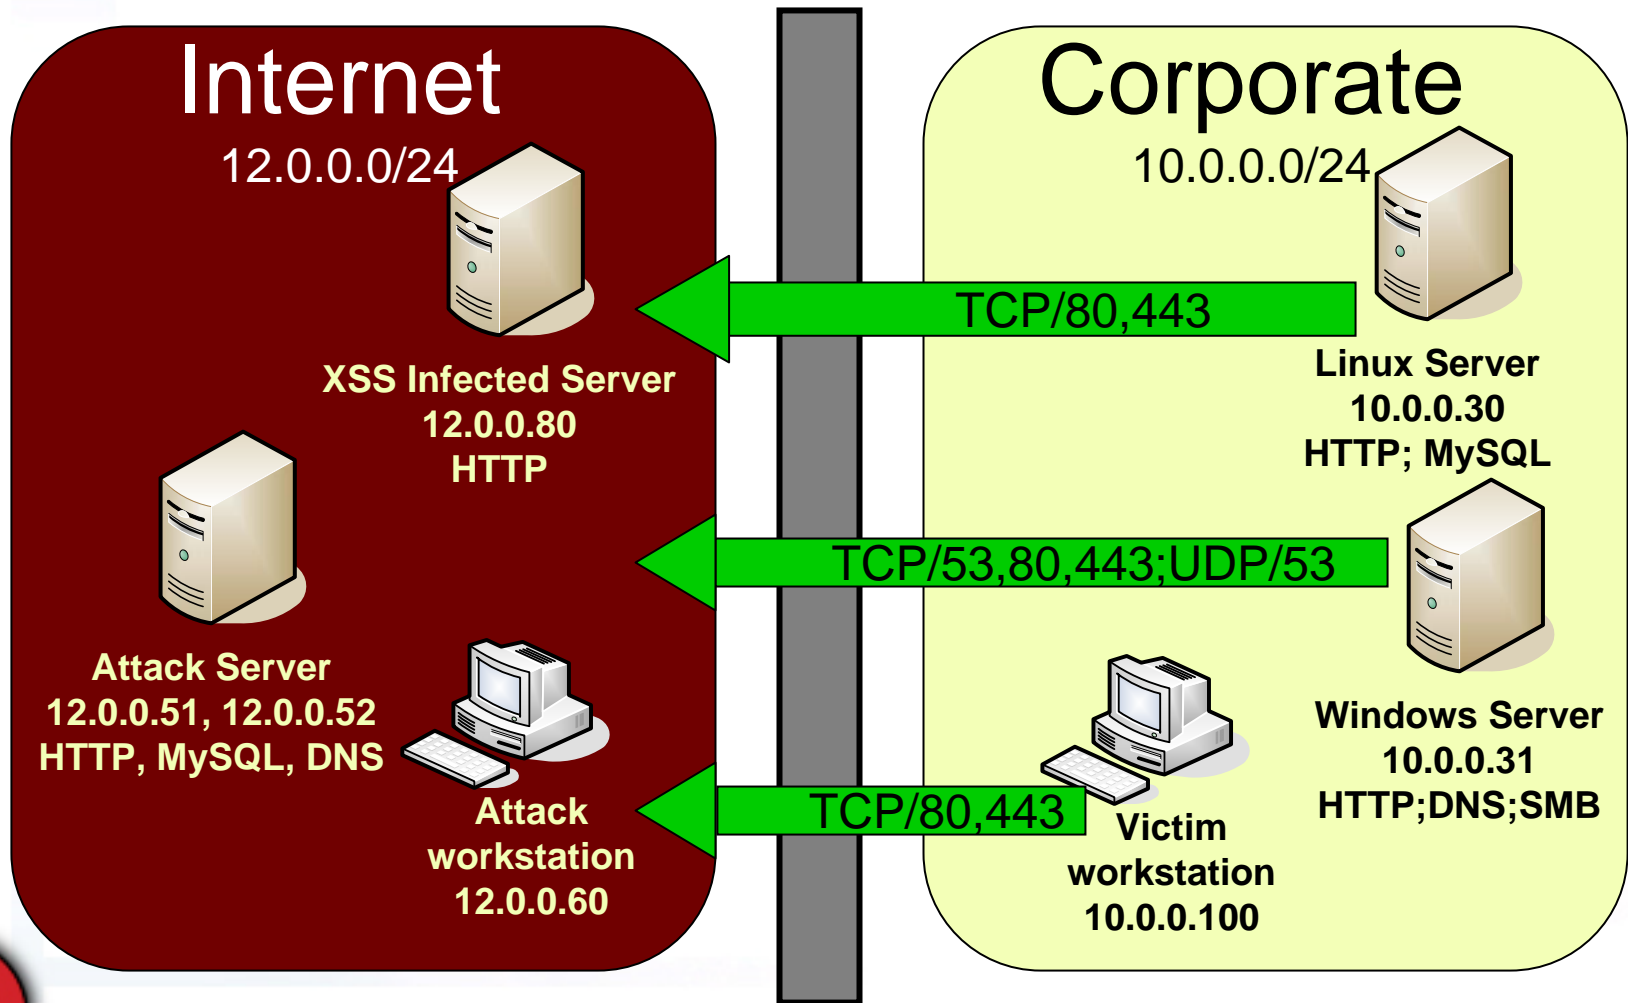 Internet
12.0.0.0/24
XSS Infected Server
12.0.0.80
HTTP
Attack Server
12.0.0.51, 12.0.0.52
HTTP, MySQL, DNS
Attack
workstation
12.0.0.60
TCP/80,443
TCP/53,80,443;UDP/53
TCP/80,443
Corporate
10.0.0.0/24
Linux Server
10.0.0.30
HTTP; MySQL
Windows Server
10.0.0.31
HTTP;DNS;SMB
Victim
workstation
10.0.0.100